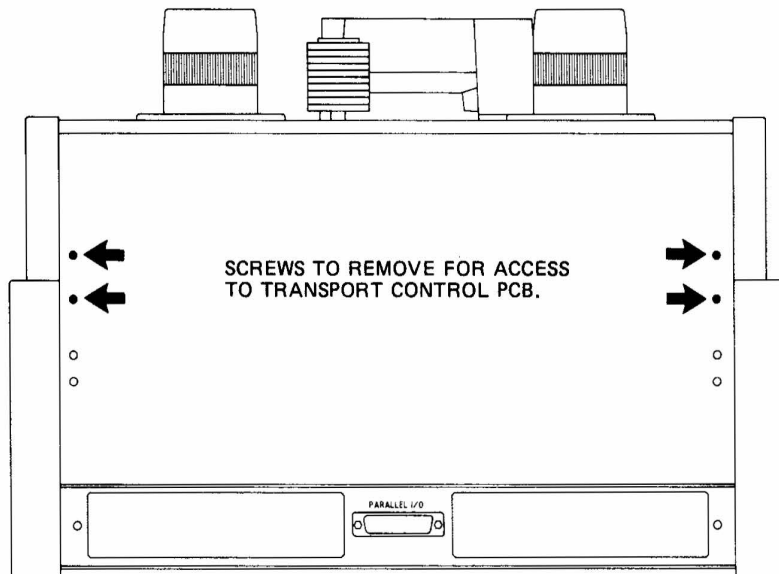 SCREWS TO REMOVE FOR ACCESS
TO TRANSPORT CONTROL PCB.
PARALLEL I/O